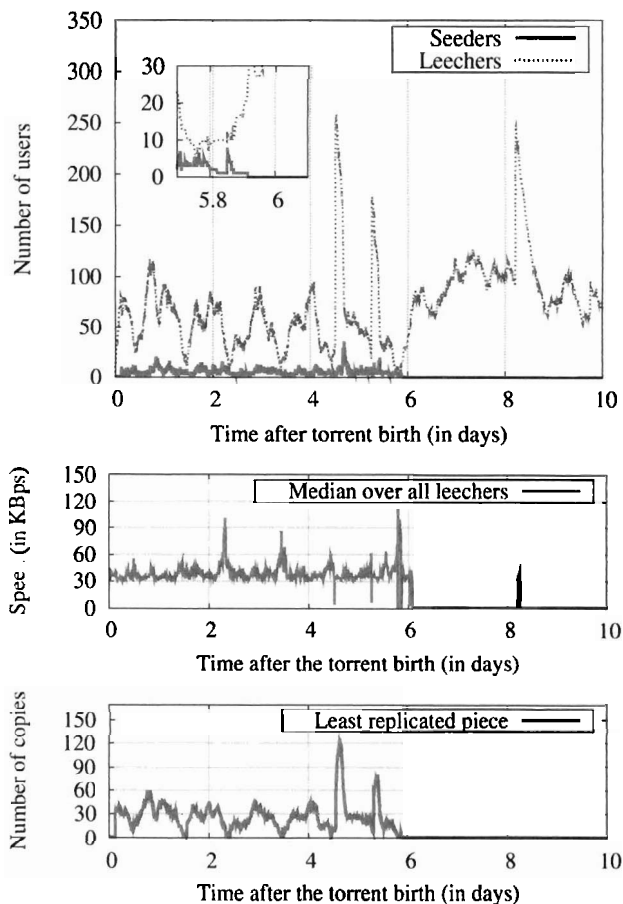 350
300
250
200
150
100
50
0
Number of users
Seeders
Leechers
30
20
10
0
5.8 6
0 2 4 6 8 10
Time after torrent birth (in days)
150
120
90
60
30
0
(in KBps)
Median over all leechers
0 2 4 6 8 10
Time after the torrent birth (in days)
150
120
90
60
30
0
Number of copies
Least replicated piece
0 2 4 6 8 10
Time after the torrent birth (in days)